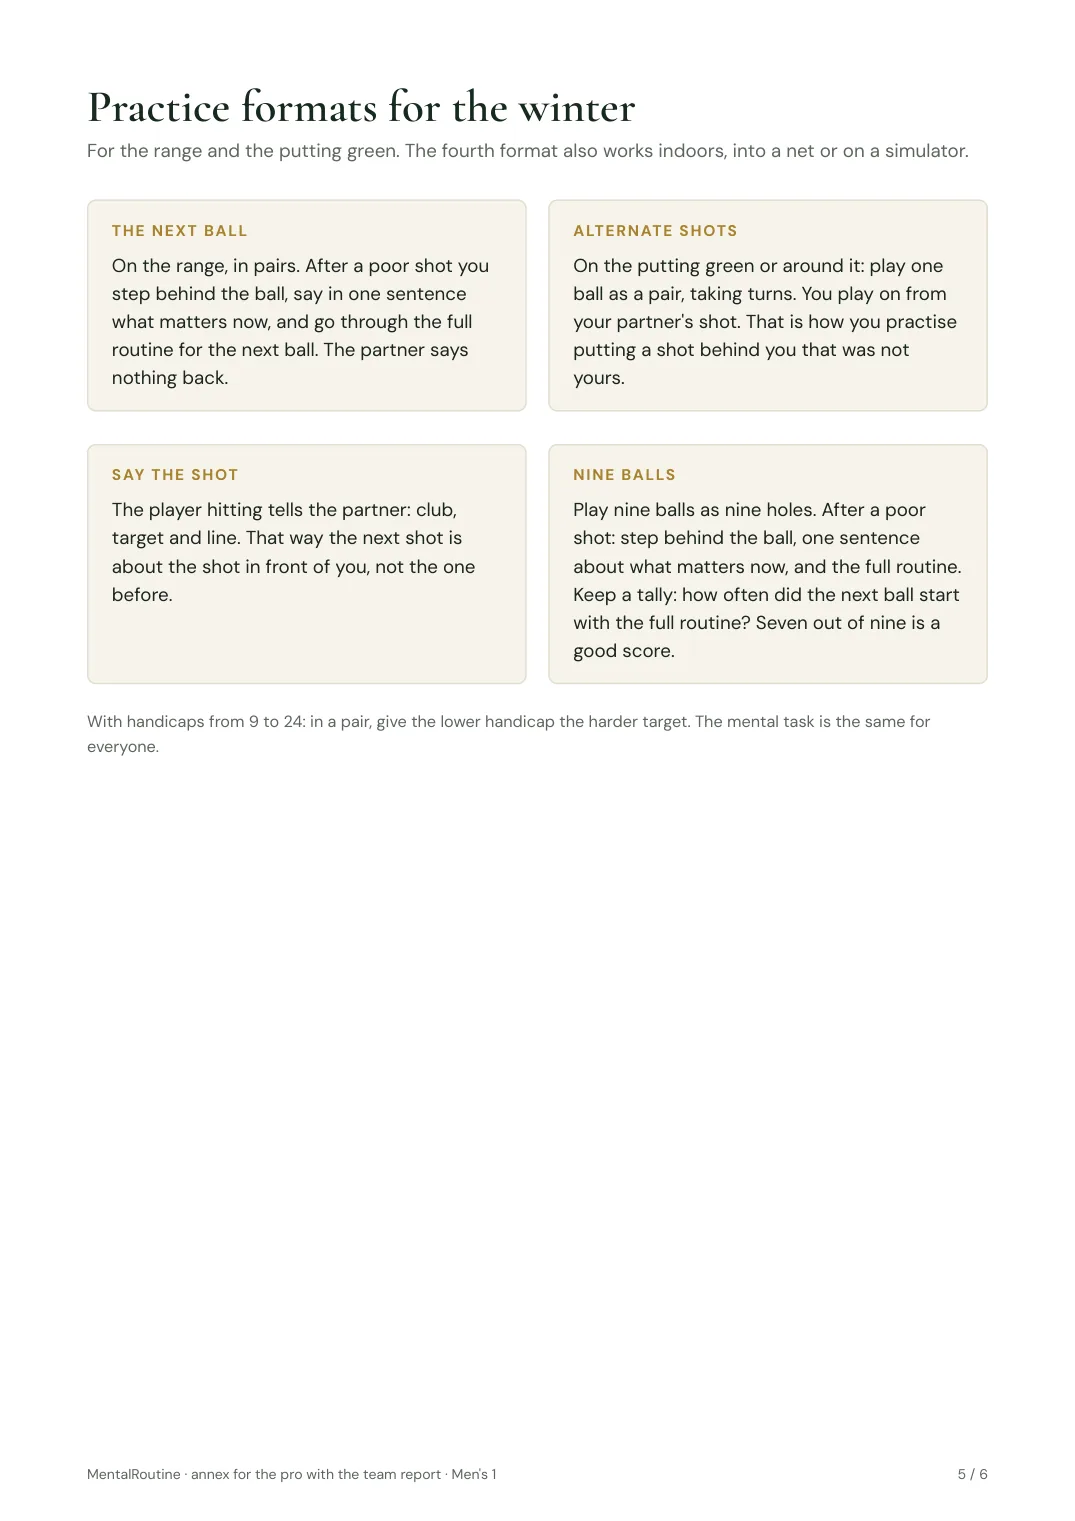 Practice formats for the winter
For the range and the putting green. The fourth format also works indoors, into a net or on a simulator.
THE NEXT BALL
On the range, in pairs. After a poor shot you
step behind the ball, say in one sentence
what matters now, and go through the full
routine for the next ball. The partner says
nothing back.
ALTERNATE SHOTS
On the putting green or around it: play one
ball as a pair, taking turns. You play on from
your partner's shot. That is how you practise
putting a shot behind you that was not
yours.
SAY THE SHOT
The player hitting tells the partner: club,
target and line. That way the next shot is
about the shot in front of you, not the one
before.
NINE BALLS
Play nine balls as nine holes. After a poor
shot: step behind the ball, one sentence
about what matters now, and the full routine.
Keep a tally: how often did the next ball start
with the full routine? Seven out of nine is a
good score.
With handicaps from 9 to 24: in a pair, give the lower handicap the harder target. The mental task is the same for
everyone.
MentalRoutine · annex for the pro with the team report · Men's 1
5 / 6